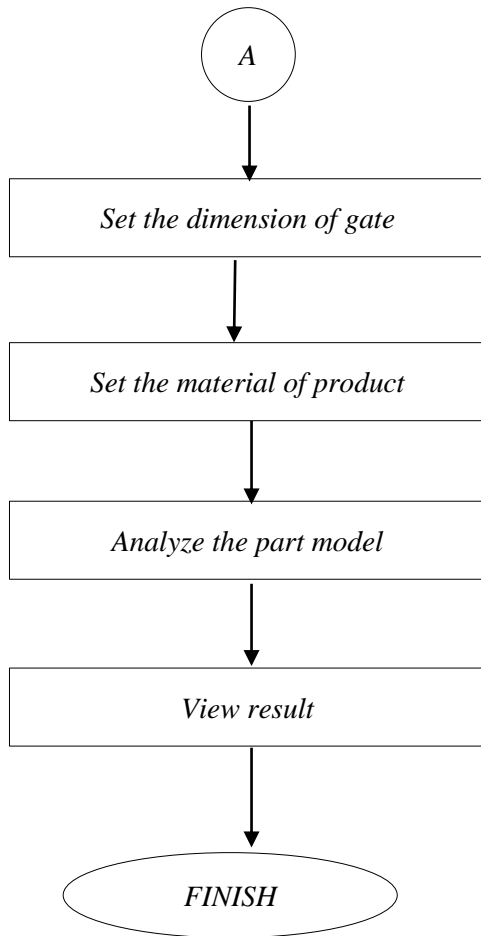 A
Set the dimension of gate
Set the material of product
Analyze the part model
View result
FINISH